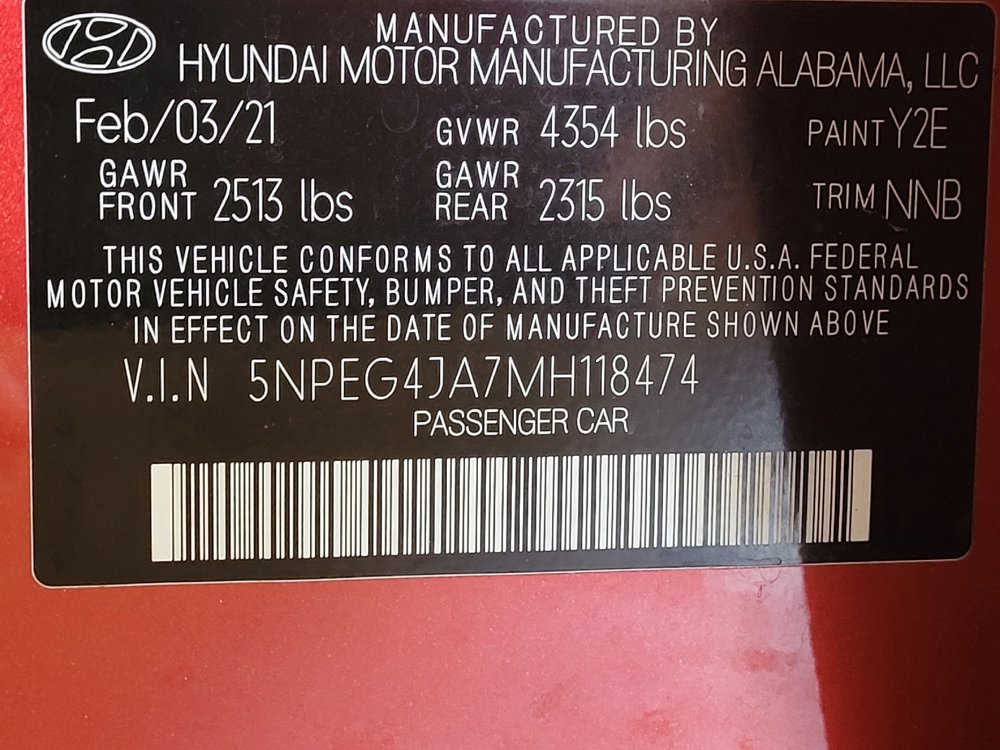 MANUFACTURED BY
HYUNDAI MOTOR MANUFACTURING ALABAMA, LLC
Feb/03/21 GVWR 4354 lbs PAINT Y2E
GAWR FRONT 2513 lbs GAWR REAR 2315 lbs TRIM NNB
THIS VEHICLE CONFORMS TO ALL APPLICABLE U.S.A. FEDERAL
MOTOR VEHICLE SAFETY, BUMPER, AND THEFT PREVENTION STANDARDS
IN EFFECT ON THE DATE OF MANUFACTURE SHOWN ABOVE
V.I.N 5NPEG4JA7MH118474
PASSENGER CAR